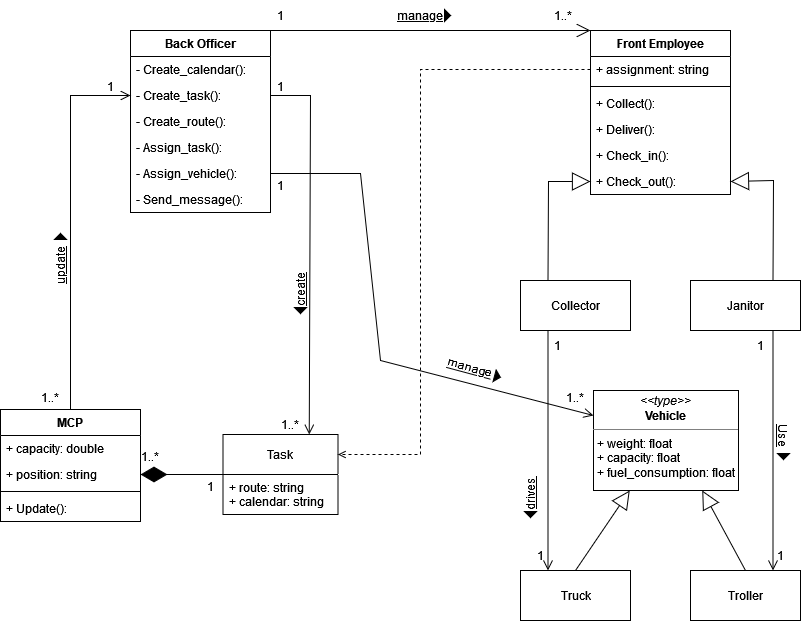 1
manage
1..*
Back Officer
- Create_calendar():
- Create_task():
- Create_route():
- Assign_task():
- Assign_vehicle():
- Send_message():
1
1
1
Front Employee
+ assignment: string
+ Collect():
+ Deliver():
+ Check_in():
+ Check_out():
update
create
Collector
Janitor
1
1
manage
1..*
1..*
1..*
<<type>>
Vehicle
+ weight: float
+ capacity: float
+ fuel_consumption: float
Use
MCP
+ capacity: double
+ position: string
+ Update():
1..*
1
Task
+ route: string
+ calendar: string
drives
1
1
Truck
Troller